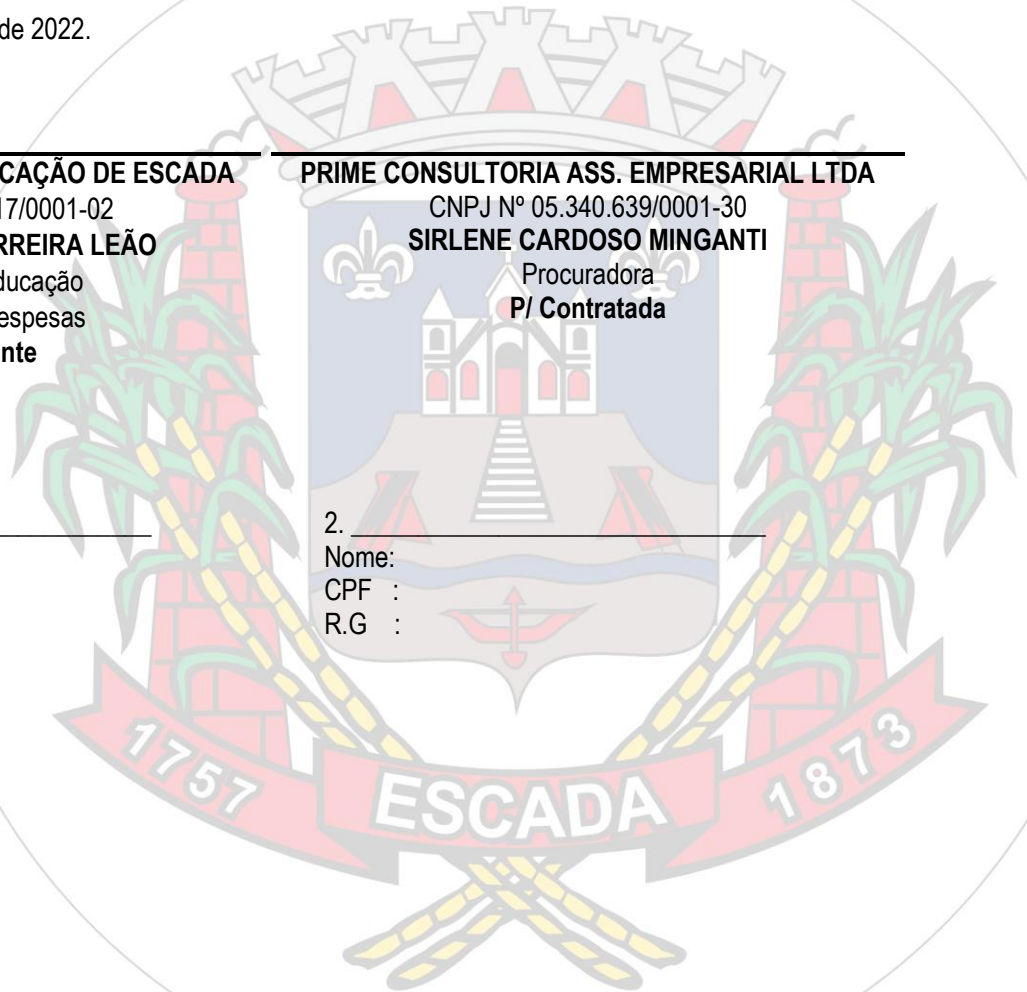 de 2022.
CAÇÃO DE ESCADA
17/0001-02
RREIRA LEÃO
ducação
espesas
nte
PRIME CONSULTORIA ASS. EMPRESARIAL LTDA
CNPJ Nº 05.340.639/0001-30
SIRLENE CARDOSO MINGANTI
Procuradora
P/ Contratada
2. ______________________________
Nome:
CPF :
R.G :
1757 ESCADA 1873